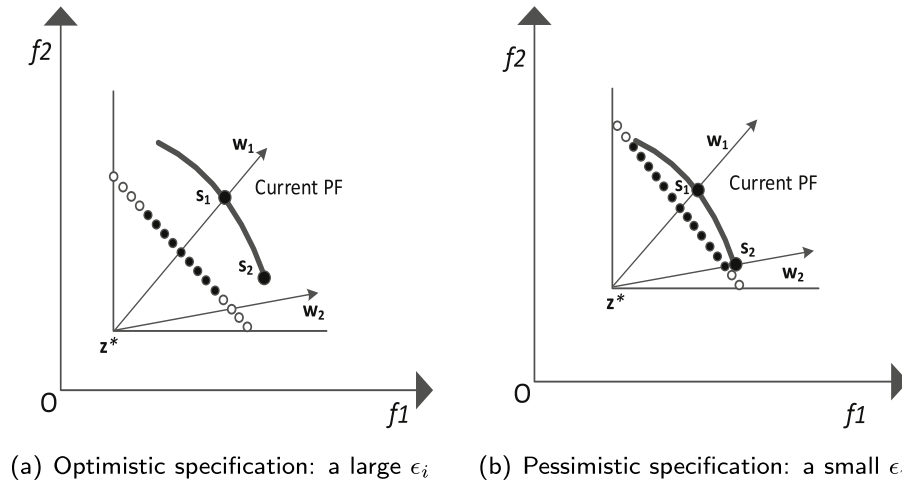 f2
w1
s1
Current PF
s2
w2
z*
O
f1
(a) Optimistic specification: a large ϵi
f2
w1
s1
Current PF
s2
w2
z*
O
f1
(b) Pessimistic specification: a small ϵ